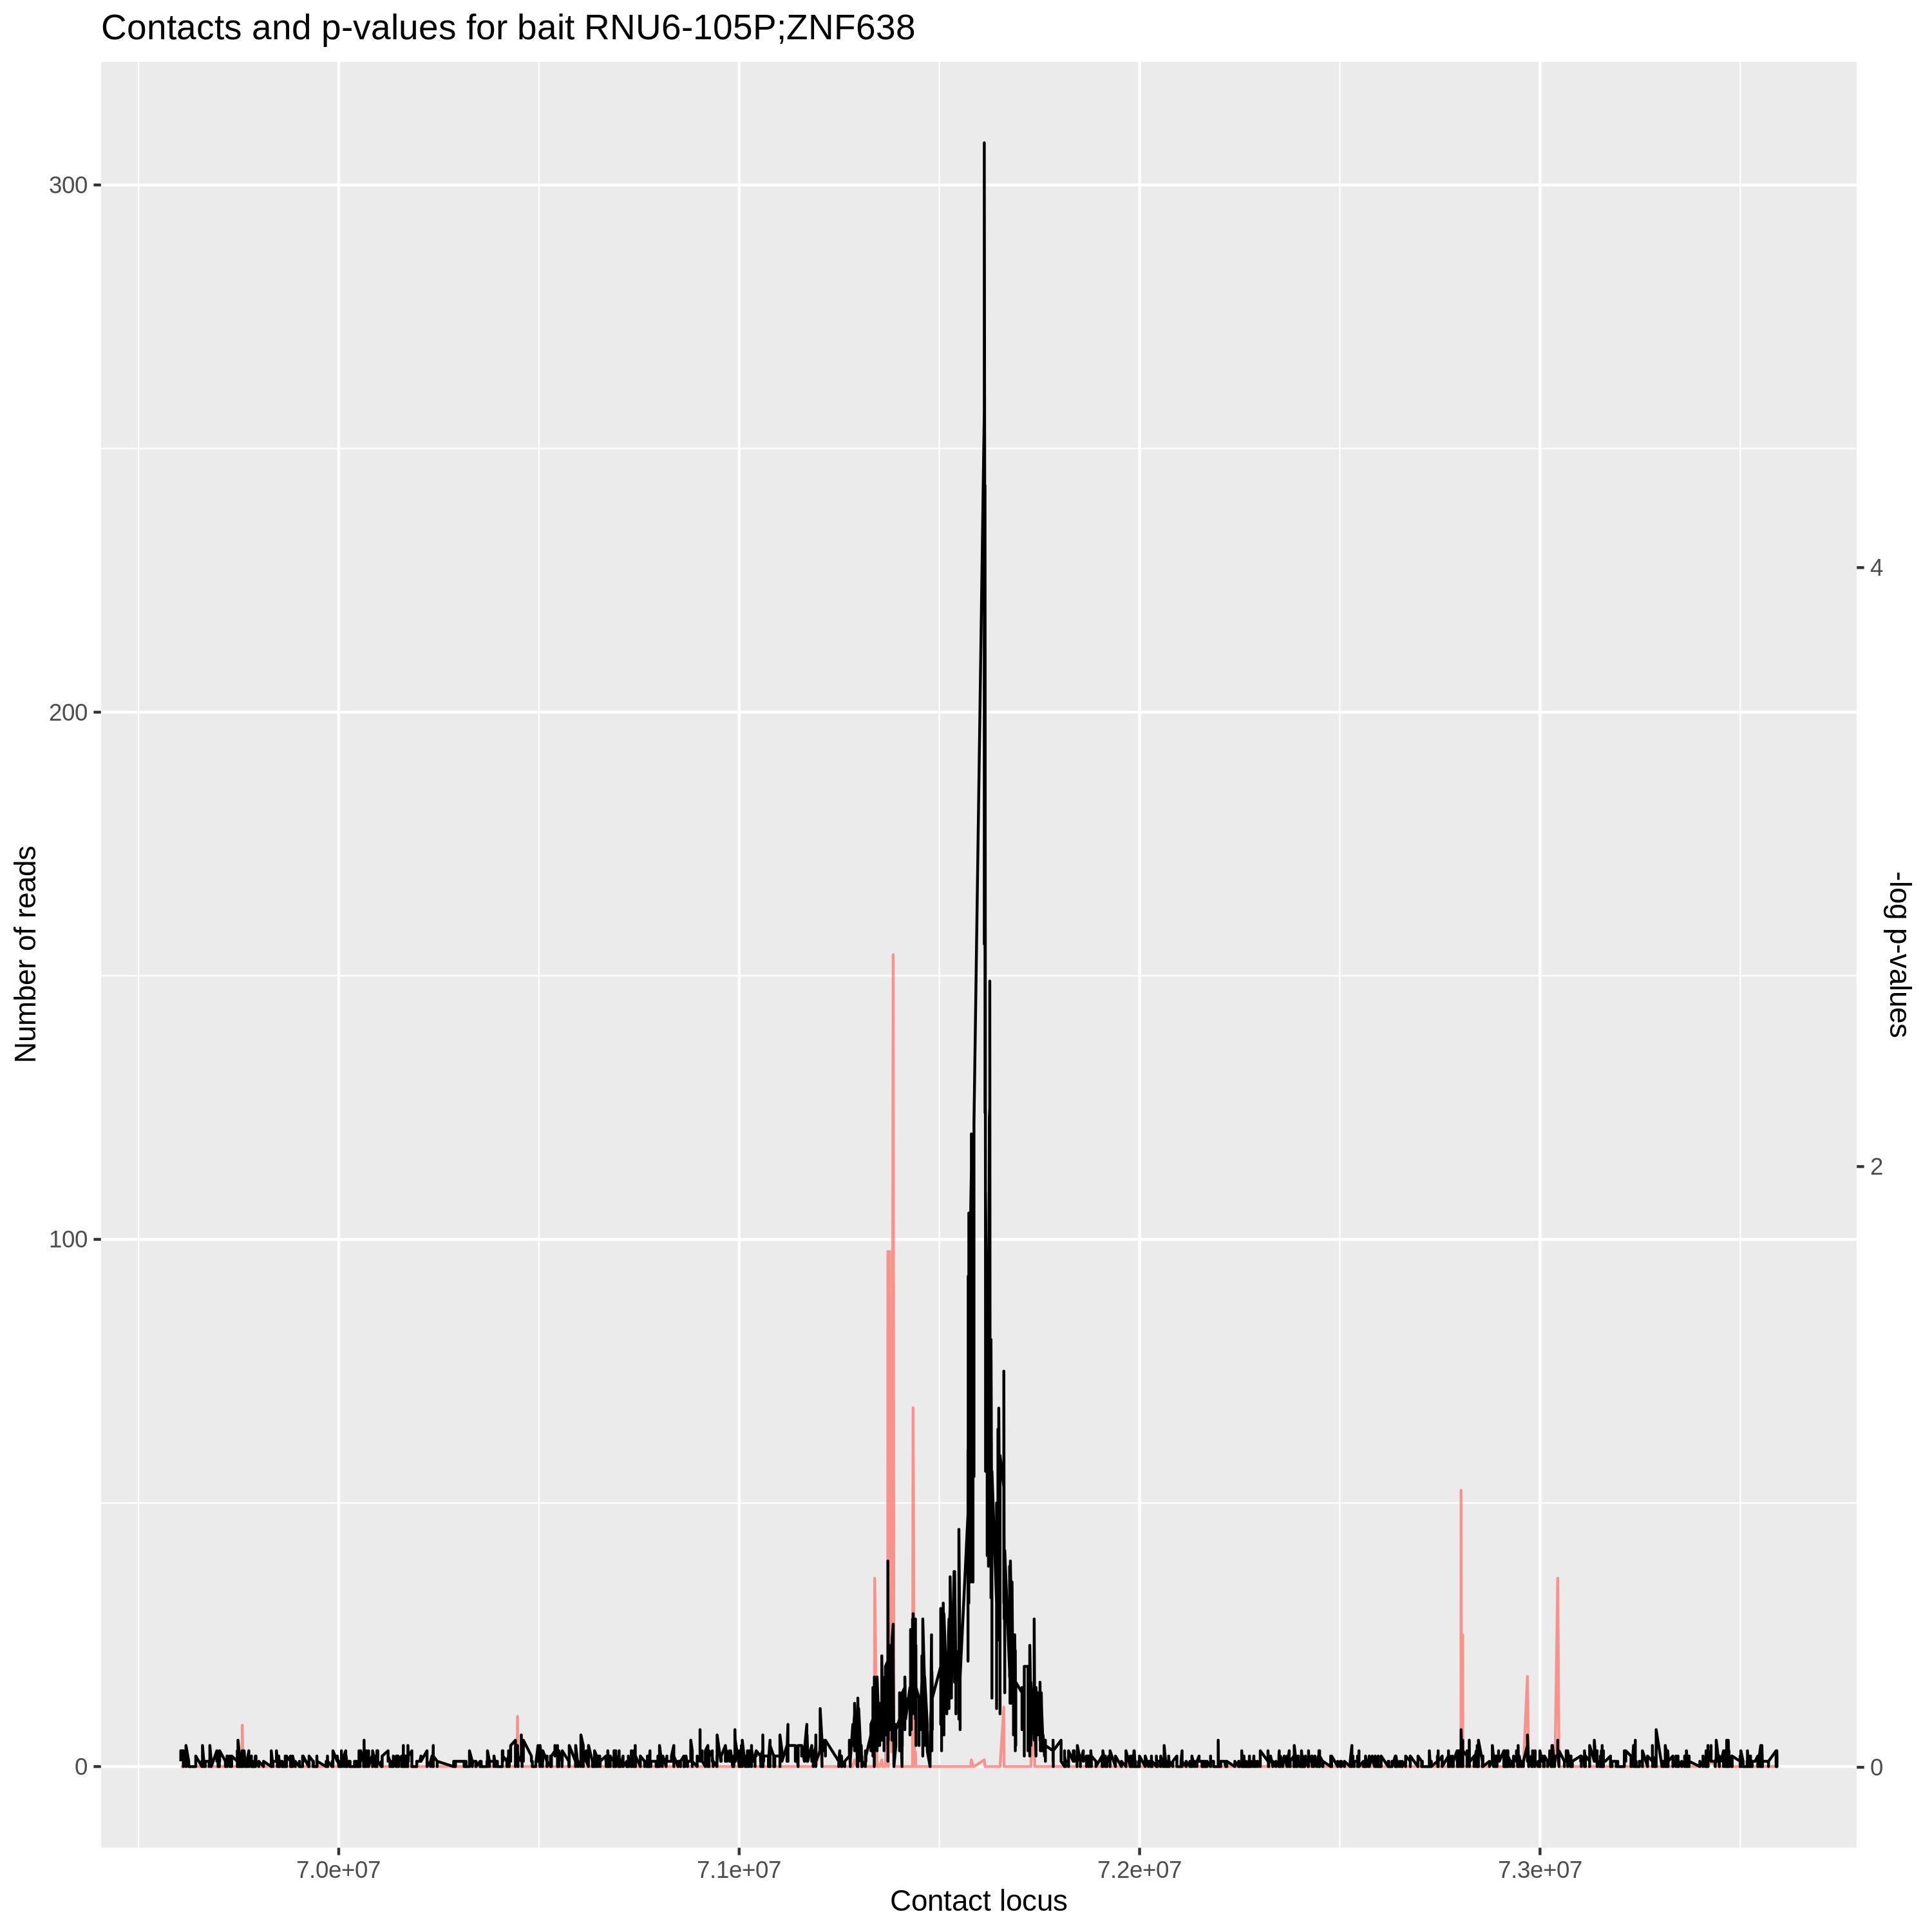 Contacts and p-values for bait RNU6-105P;ZNF638
300
200
100
0
Number of reads
4
2
0
-log p-values
7.0e+07
7.1e+07
7.2e+07
7.3e+07
Contact locus